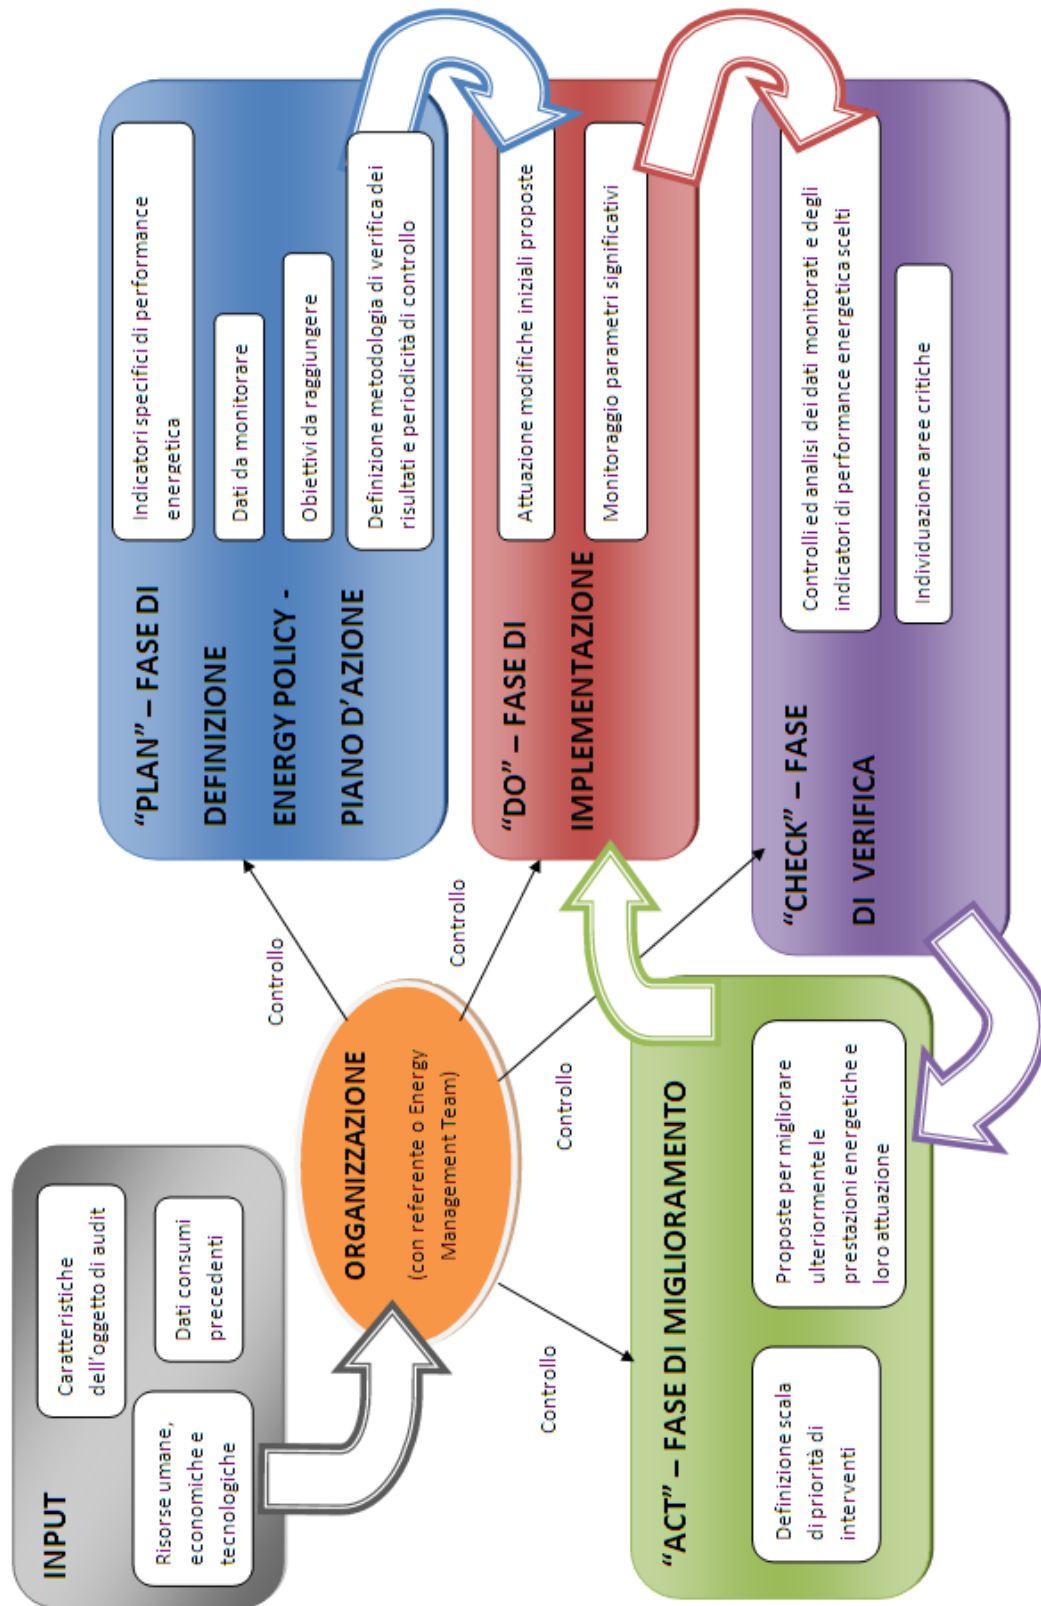 INPUT
Caratteristiche
dell'oggetto di audit
Risorse umane,
economiche e
tecnologiche
Dati consumi
precedenti
ORGANIZZAZIONE
(con referente o Energy
Management Team)
Controllo
Controllo
Controllo
Controllo
"PLAN" – FASE DI
DEFINIZIONE
ENERGY POLICY -
PIANO D'AZIONE
Indicatori specifici di performance
energetica
Dati da monitorare
Obiettivi da raggiungere
Definizione metodologia di verifica dei
risultati e periodicità di controllo
"DO" – FASE DI
IMPLEMENTAZIONE
Attuazione modifiche iniziali proposte
Monitoraggio parametri significativi
"CHECK" – FASE
DI VERIFICA
Controlli ed analisi dei dati monitorati e degli
indicatori di performance energetica scelti
Individuazione aree critiche
"ACT" – FASE DI MIGLIORAMENTO
Definizione scala
di priorità di
interventi
Proposte per migliorare
ulteriormente le
prestazioni energetiche e
loro attuazione